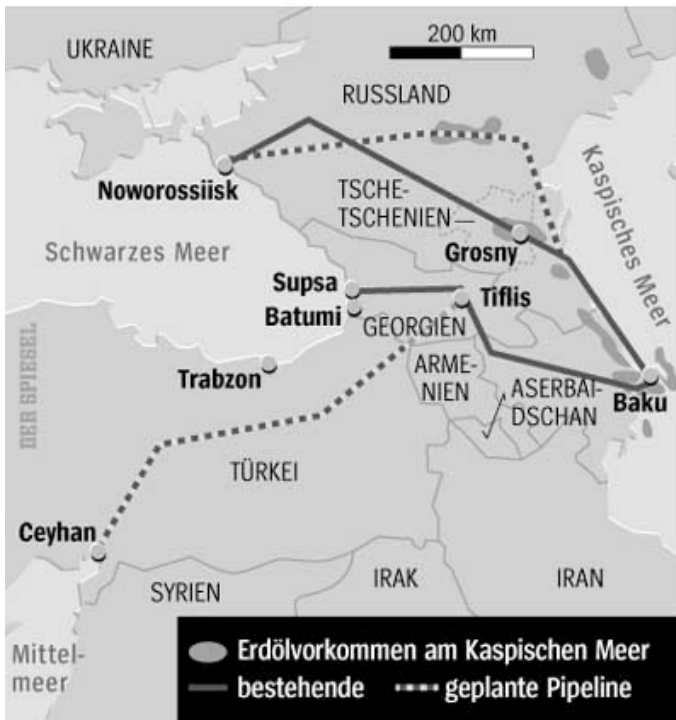 200 km
UKRAINE
RUSSLAND
Noworossiisk
TSCHE-
TSCHENIEN
Grosny
Kaspisches Meer
Schwarzes Meer
Supsa
Tiflis
Batumi
GEORGIEN
Trabzon
ARME-
NIEN
ASERBAI-
DSCHAN
Baku
DER SPIEGEL
TÜRKEI
Ceyhan
SYRIEN
IRAK
IRAN
Mittel-
meer
Erdölvorkommen am Kaspischen Meer
bestehende geplante Pipeline